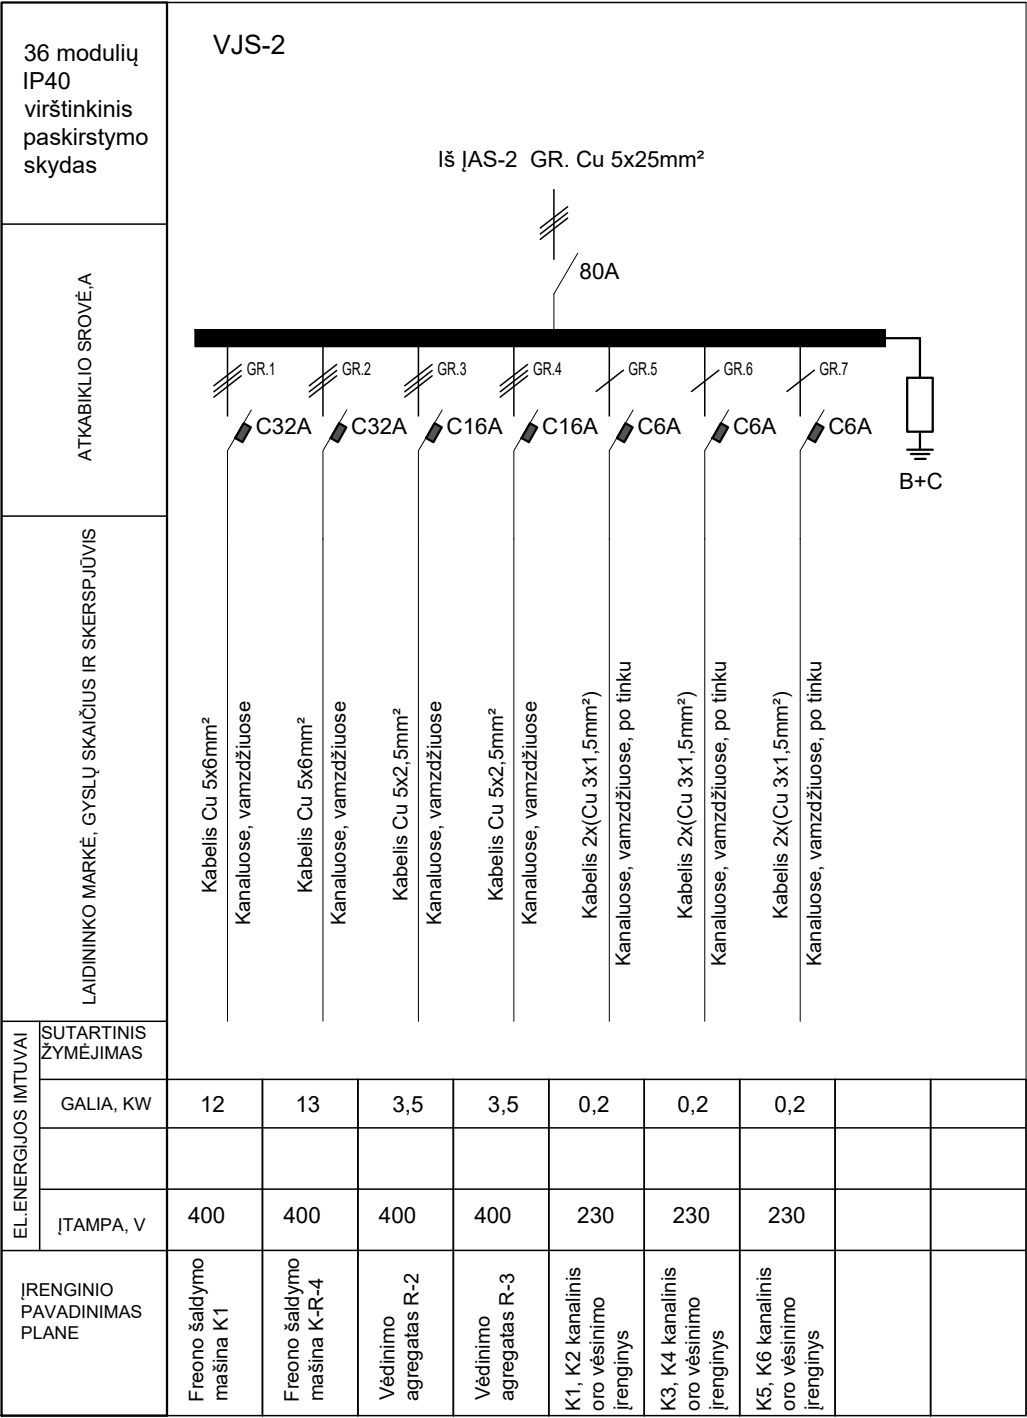 36 modulių
IP40
virštinkinis
paskirstymo
skydas
VJS-2
Iš ĮAS-2 GR. Cu 5x25mm²
80A
ATKABIKLIO SROVĖ,A
GR.1
GR.2
GR.3
GR.4
GR.5
GR.6
GR.7
C32A
C32A
C16A
C16A
C6A
C6A
C6A
B+C
LAIDININKO MARKĖ, GYSLŲ SKAIČIUS IR SKERSPJŪVIS
Kabelis Cu 5x6mm²
Kanaluose, vamzdžiuose
Kabelis Cu 5x6mm²
Kanaluose, vamzdžiuose
Kabelis Cu 5x2,5mm²
Kanaluose, vamzdžiuose
Kabelis Cu 5x2,5mm²
Kanaluose, vamzdžiuose
Kabelis 2x(Cu 3x1,5mm²)
Kanaluose, vamzdžiuose, po tinku
Kabelis 2x(Cu 3x1,5mm²)
Kanaluose, vamzdžiuose, po tinku
Kabelis 2x(Cu 3x1,5mm²)
Kanaluose, vamzdžiuose, po tinku
EL.ENERGIJOS IMTUVAI
SUTARTINIS
ŽYMĖJIMAS
GALIA, KW 12 13 3,5 3,5 0,2 0,2 0,2
ĮTAMPA, V 400 400 400 400 230 230 230
ĮRENGINIO
PAVADINIMAS
PLANE
Freono šaldymo
mašina K1
Freono šaldymo
mašina K-R-4
Vėdinimo
agregatas R-2
Vėdinimo
agregatas R-3
K1, K2 kanalinis
oro vėsinimo
įrenginys
K3, K4 kanalinis
oro vėsinimo
įrenginys
K5, K6 kanalinis
oro vėsinimo
įrenginys